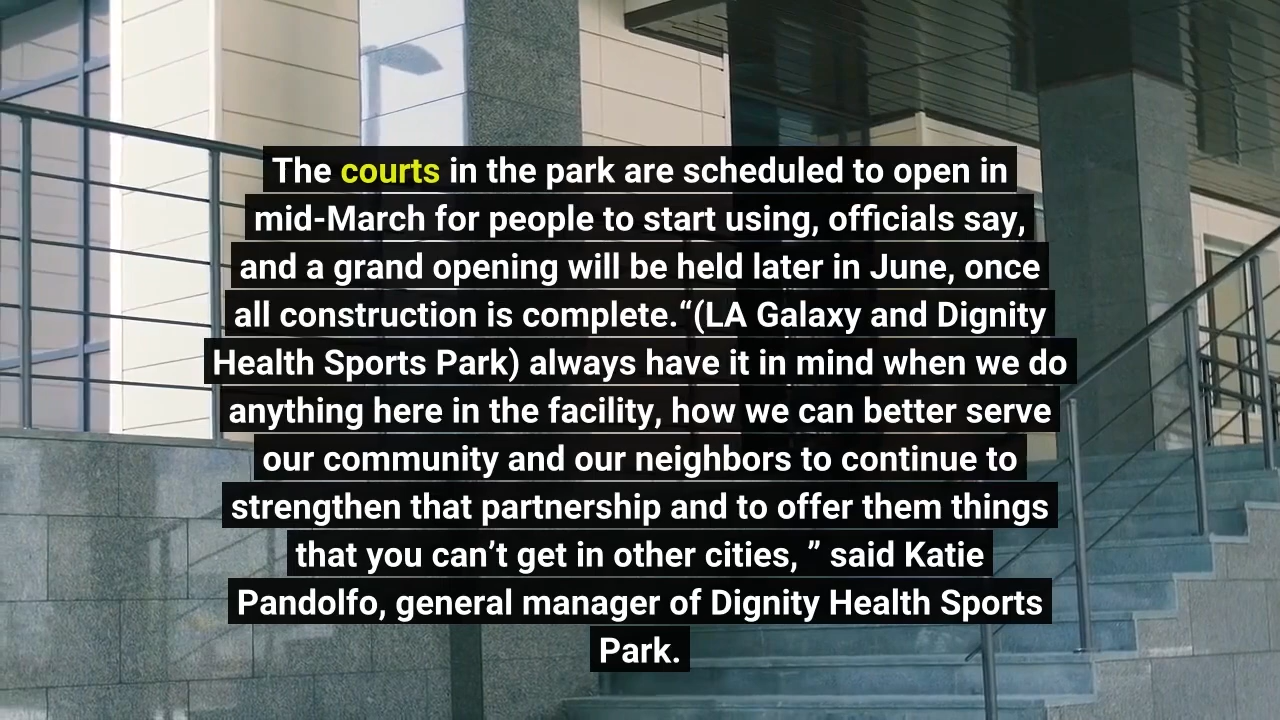 The courts in the park are scheduled to open in
mid-March for people to start using, officials say,
and a grand opening will be held later in June, once
all construction is complete.“(LA Galaxy and Dignity
Health Sports Park) always have it in mind when we do
anything here in the facility, how we can better serve
our community and our neighbors to continue to
strengthen that partnership and to offer them things
that you can’t get in other cities, ” said Katie
Pandolfo, general manager of Dignity Health Sports
Park.